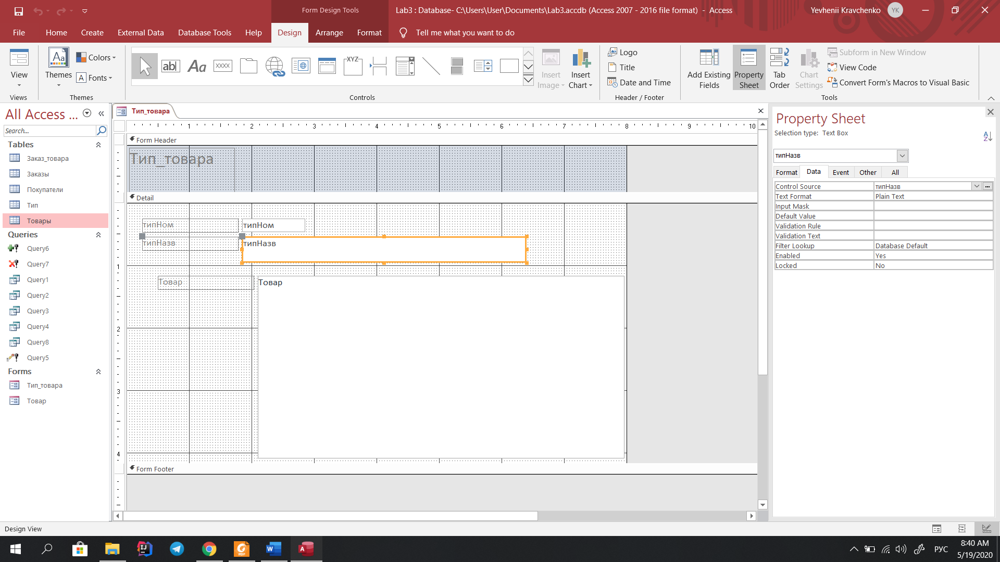 Form Design Tools
Lab3 : Database- C:\Users\User\Documents\Lab3.accdb (Access 2007 - 2016 file format) - Access
Yevhenii Kravchenko
YK
File
Home
Create
External Data
Database Tools
Help
Design
Arrange
Format
Tell me what you want to do
View
Views
Themes
Colors
Fonts
Themes
ab
Aa
XXXX
XYZ
Controls
Insert Image
Insert Chart
Logo
Title
Date and Time
Header / Footer
Add Existing Fields
Property Sheet
Tab Order
Chart Settings
Subform in New Window
View Code
Convert Form's Macros to Visual Basic
Tools
All Access ...
Search...
Tables
Заказ_товара
Заказы
Покупатели
Тип
Товары
Queries
Query6
Query7
Query1
Query2
Query3
Query4
Query8
Query5
Forms
Тип_товара
Товар
Тип_товара
1 2 3 4 5 6 7 8 9 10
Form Header
Тип_товара
Detail
типНом
типНом
типНазв
типНазв
1
Товар
Товар
2
3
4
Form Footer
Property Sheet
Selection type: Text Box
типНазв
Format
Data
Event
Other
All
Control Source типНазв
Text Format Plain Text
Input Mask
Default Value
Validation Rule
Validation Text
Filter Lookup Database Default
Enabled Yes
Locked No
Design View
РУС
8:40 AM
5/19/2020